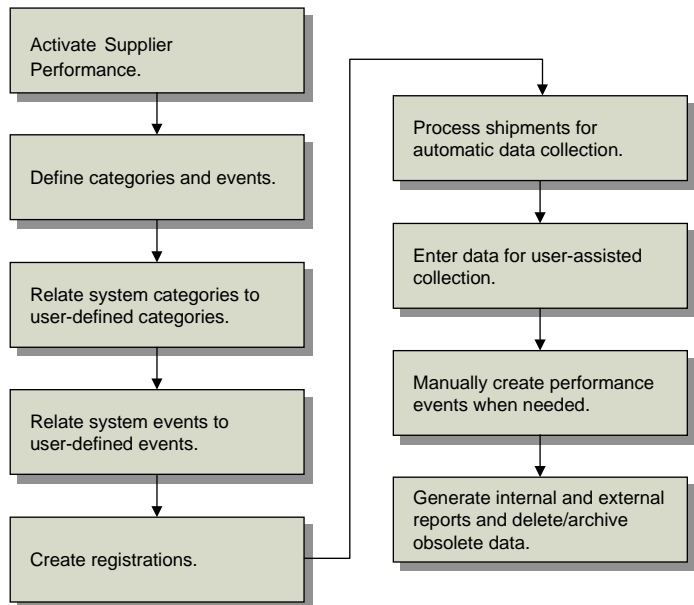 Activate Supplier
Performance.
Define categories and events.
Relate system categories to
user-defined categories.
Relate system events to
user-defined events.
Create registrations.
Process shipments for
automatic data collection.
Enter data for user-assisted
collection.
Manually create performance
events when needed.
Generate internal and external
reports and delete/archive
obsolete data.